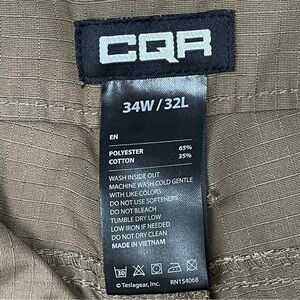 CQR
34W / 32L
EN
POLYESTER 65%
COTTON 35%
WASH INSIDE OUT
MACHINE WASH COLD GENTLE
WITH LIKE COLORS
DO NOT USE SOFTENERS
DO NOT BLEACH
TUMBLE DRY LOW
LOW IRON IF NEEDED
DO NOT DRY CLEAN
MADE IN VIETNAM
30
© Teslagear, Inc. RN154068